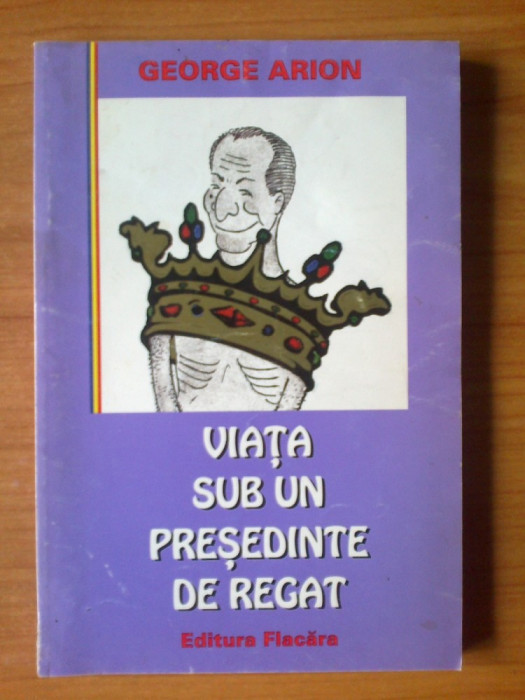 GEORGE ARION
VIAȚA
SUB UN
PREȘEDINTE
DE REGAT
Editura Flacăra